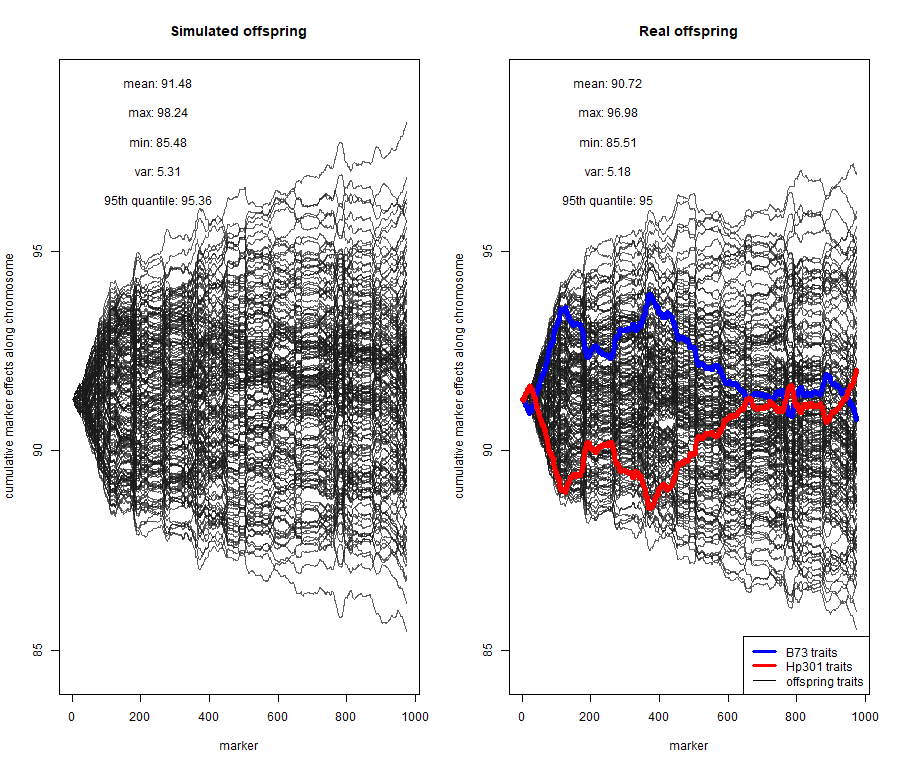 Simulated offspring
mean: 91.48
max: 98.24
min: 85.48
var: 5.31
95th quantile: 95.36
cumulative marker effects along chromosome
95
90
85
0
200
400
600
800
1000
marker
Real offspring
mean: 90.72
max: 96.98
min: 85.51
var: 5.18
95th quantile: 95
cumulative marker effects along chromosome
95
90
85
B73 traits
Hp301 traits
offspring traits
0
200
400
600
800
1000
marker